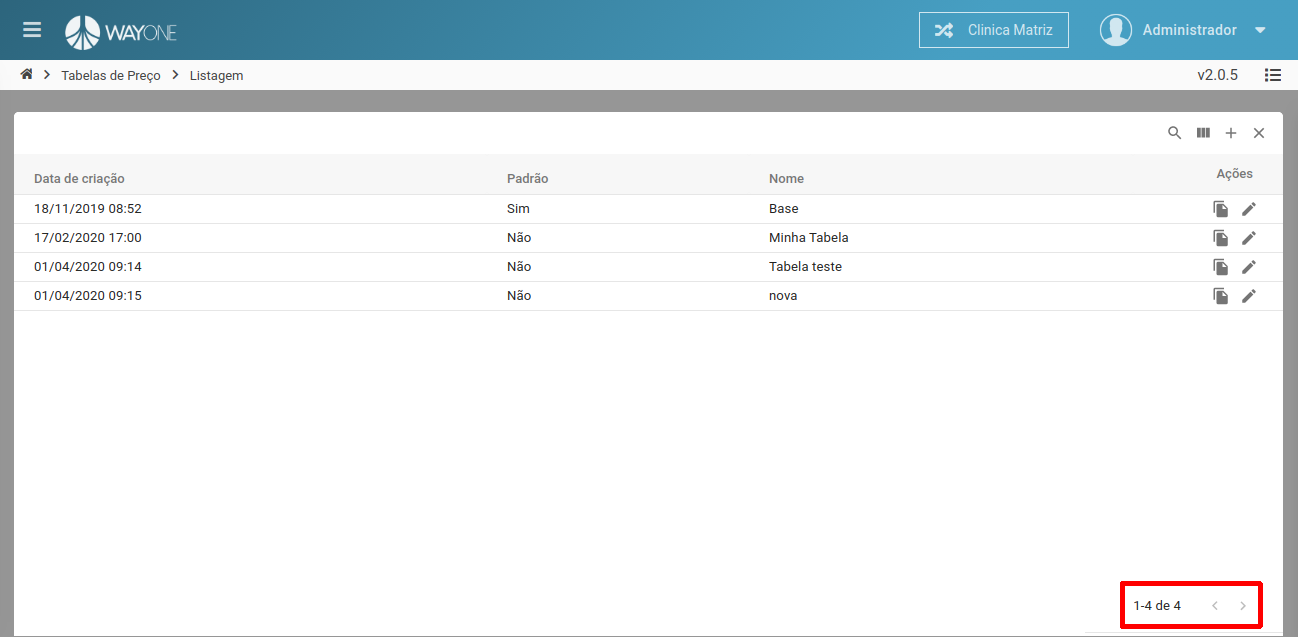 WAYONE
Clinica Matriz
Administrador
Tabelas de Preço
Listagem
v2.0.5
Data de criação Padrão Nome Ações
18/11/2019 08:52 Sim Base
17/02/2020 17:00 Não Minha Tabela
01/04/2020 09:14 Não Tabela teste
01/04/2020 09:15 Não nova
1-4 de 4